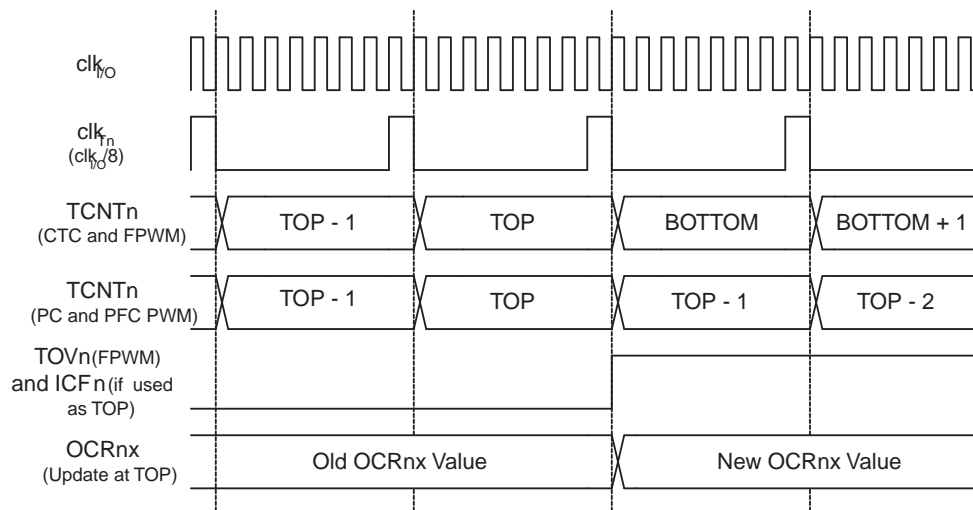 clkI/O
clkTn
(clkI/O/8)
TCNTn
(CTC and FPWM)
TOP - 1
TOP
BOTTOM
BOTTOM + 1
TCNTn
(PC and PFC PWM)
TOP - 1
TOP
TOP - 1
TOP - 2
TOVn(FPWM)
and ICFn(if used
as TOP)
OCRnx
(Update at TOP)
Old OCRnx Value
New OCRnx Value